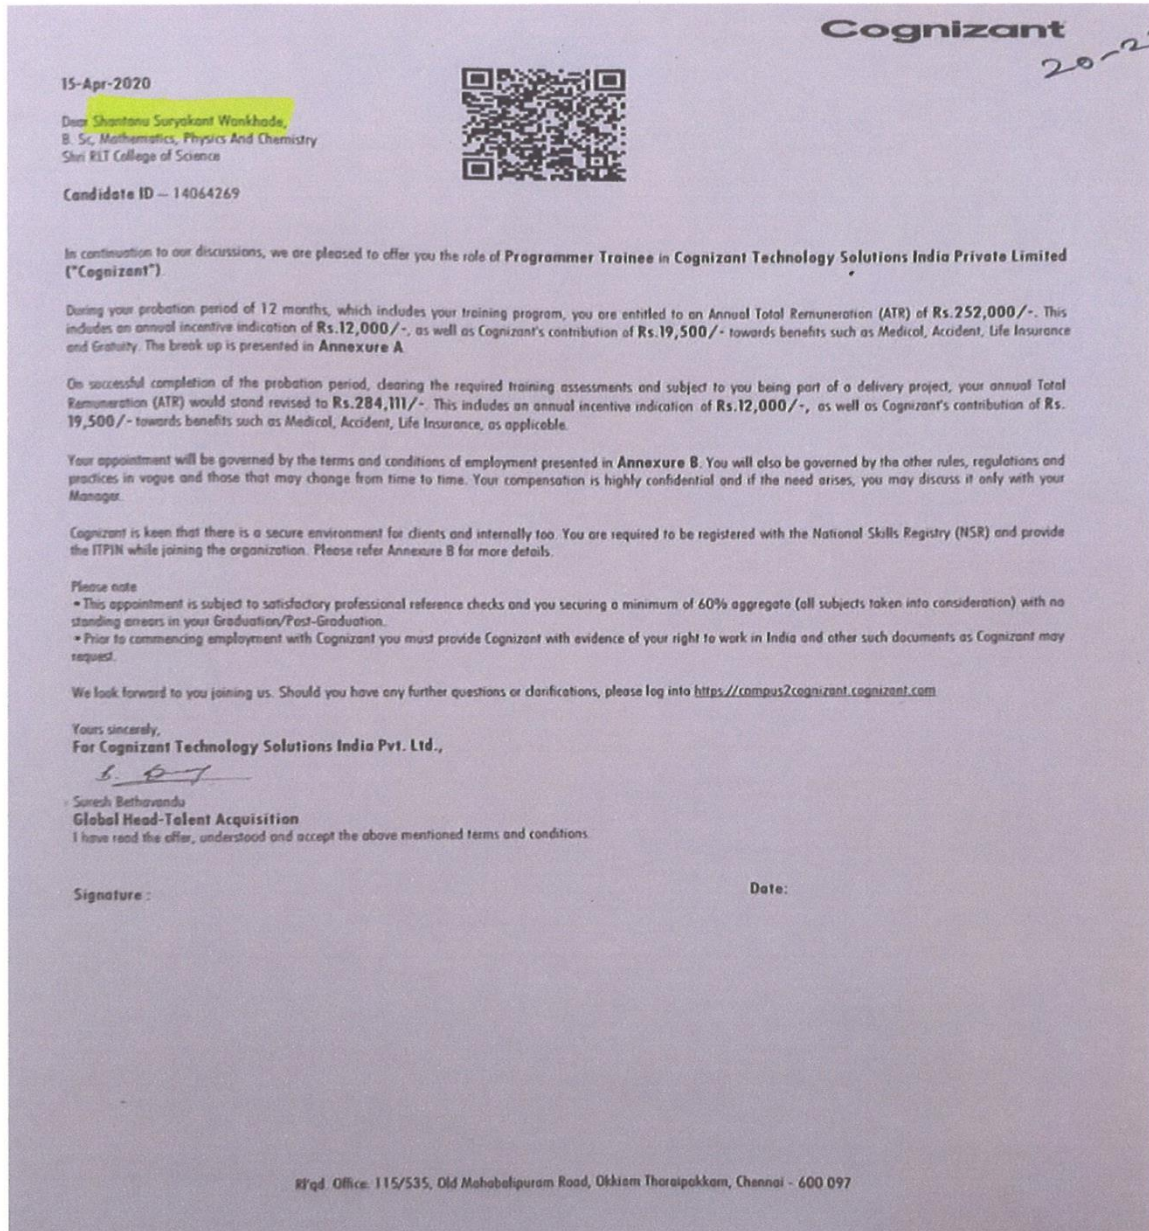 Cognizant
20-2
15-Apr-2020
Dear Shantanu Suryakant Wankhade,
B. Sc, Mathematics, Physics And Chemistry
Shri RLT College of Science
Candidate ID – 14064269
In continuation to our discussions, we are pleased to offer you the role of Programmer Trainee in Cognizant Technology Solutions India Private Limited
("Cognizant").
During your probation period of 12 months, which includes your training program, you are entitled to an Annual Total Remuneration (ATR) of Rs.252,000/-. This
includes an annual incentive indication of Rs.12,000/-, as well as Cognizant's contribution of Rs.19,500/- towards benefits such as Medical, Accident, Life Insurance
and Gratuity. The break up is presented in Annexure A
On successful completion of the probation period, clearing the required training assessments and subject to you being part of a delivery project, your annual Total
Remuneration (ATR) would stand revised to Rs.284,111/-. This includes an annual incentive indication of Rs.12,000/-, as well as Cognizant's contribution of Rs.
19,500/- towards benefits such as Medical, Accident, Life Insurance, as applicable.
Your appointment will be governed by the terms and conditions of employment presented in Annexure B. You will also be governed by the other rules, regulations and
practices in vogue and those that may change from time to time. Your compensation is highly confidential and if the need arises, you may discuss it only with your
Manager.
Cognizant is keen that there is a secure environment for clients and internally too. You are required to be registered with the National Skills Registry (NSR) and provide
the ITPIN while joining the organization. Please refer Annexure B for more details.
Please note
• This appointment is subject to satisfactory professional reference checks and you securing a minimum of 60% aggregate (all subjects taken into consideration) with no
standing arrears in your Graduation/Post-Graduation.
• Prior to commencing employment with Cognizant you must provide Cognizant with evidence of your right to work in India and other such documents as Cognizant may
request.
We look forward to you joining us. Should you have any further questions or clarifications, please log into https://campus2cognizant.cognizant.com
Yours sincerely,
For Cognizant Technology Solutions India Pvt. Ltd.,
Suresh Bethavandu
Global Head-Talent Acquisition
I have read the offer, understood and accept the above mentioned terms and conditions.
Signature :
Date:
Office: 115/535, Old Mahabalipuram Road, Okkiam Thoraipakkam, Chennai - 600 097